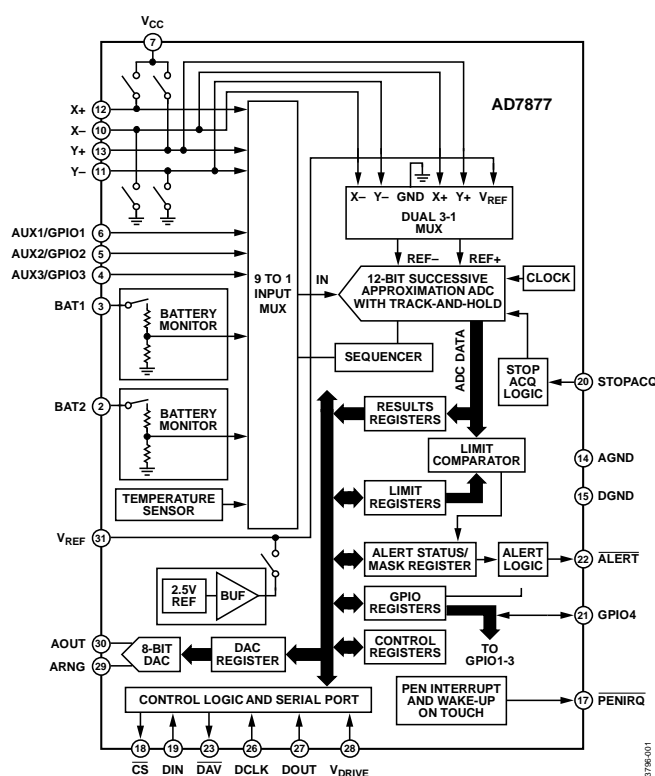 VCC
7
AD7877
X+ 12
X– 10
Y+ 13
Y– 11
X– Y– GND X+ Y+ VREF
DUAL 3-1
MUX
AUX1/GPIO1 6
AUX2/GPIO2 5
AUX3/GPIO3 4
REF– REF+
9 TO 1
INPUT
MUX
IN
12-BIT SUCCESSIVE
APPROXIMATION ADC
WITH TRACK-AND-HOLD
CLOCK
BAT1 3
BATTERY
MONITOR
SEQUENCER
ADC DATA
STOP
ACQ
LOGIC
20 STOPACQ
BAT2 2
BATTERY
MONITOR
RESULTS
REGISTERS
LIMIT
COMPARATOR
14 AGND
TEMPERATURE
SENSOR
LIMIT
REGISTERS
15 DGND
VREF 31
ALERT STATUS/
MASK REGISTER
ALERT
LOGIC
22 ALERT
2.5V
REF
BUF
GPIO
REGISTERS
21 GPIO4
TO
GPIO1-3
AOUT 30
ARNG 29
8-BIT
DAC
DAC
REGISTER
CONTROL
REGISTERS
CONTROL LOGIC AND SERIAL PORT
PEN INTERRUPT
AND WAKE-UP
ON TOUCH
17 PENIRQ
18 19 23 26 27 28
CS DIN DAV DCLK DOUT VDRIVE
3796-001